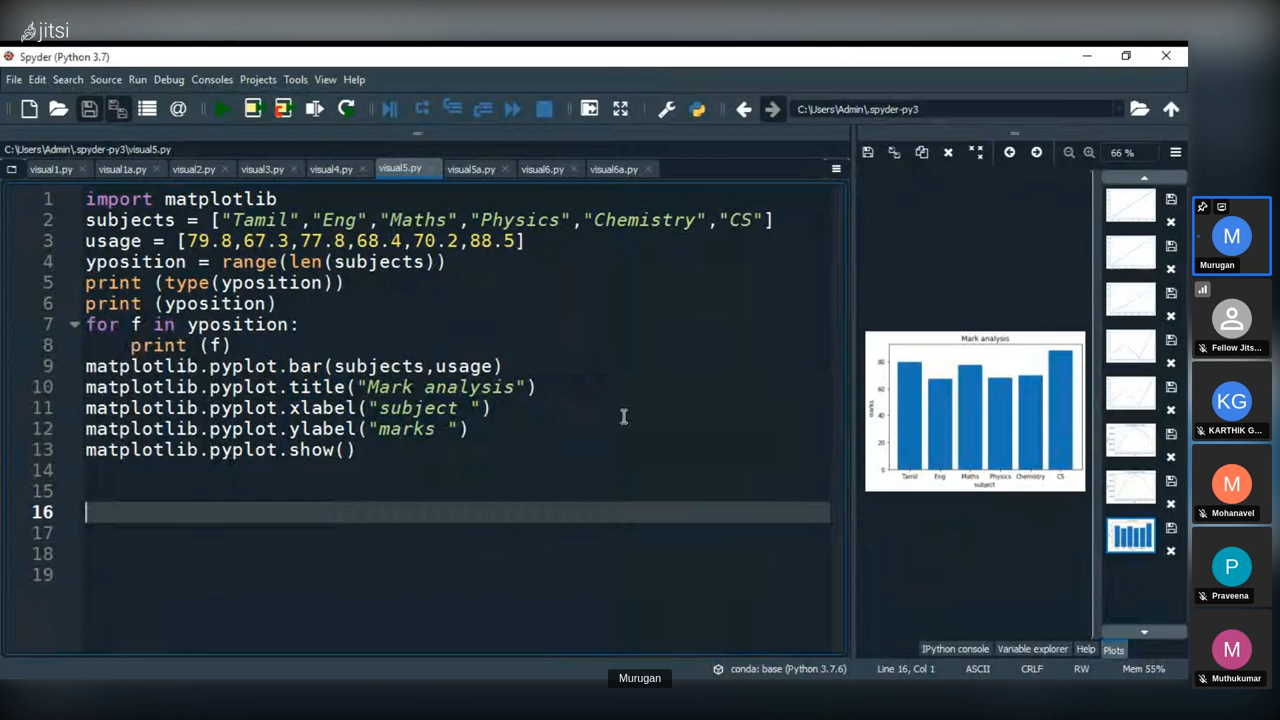 jitsi
Spyder (Python 3.7)
File Edit Search Source Run Debug Consoles Projects Tools View Help
C:\Users\Admin\.spyder-py3
C:\Users\Admin\.spyder-py3\visual5.py
visual1.py visual1a.py visual2.py visual3.py visual4.py visual5.py visual5a.py visual6.py visual6a.py
66 %
1 import matplotlib
2 subjects = ["Tamil","Eng","Maths","Physics","Chemistry","CS"]
3 usage = [79.8,67.3,77.8,68.4,70.2,88.5]
4 yposition = range(len(subjects))
5 print (type(yposition))
6 print (yposition)
7 for f in yposition:
8 print (f)
9 matplotlib.pyplot.bar(subjects,usage)
10 matplotlib.pyplot.title("Mark analysis")
11 matplotlib.pyplot.xlabel("subject ")
12 matplotlib.pyplot.ylabel("marks ")
13 matplotlib.pyplot.show()
14
15
16
17
18
19
Mark analysis
80
60
40
20
0
marks
Tamil Eng Maths Physics Chemistry CS
subject
IPython console Variable explorer Help Plots
conda: base (Python 3.7.6) Line 16, Col 1 ASCII CRLF RW Mem 55%
Murugan
M
Murugan
Fellow Jits...
KG
KARTHIK G...
M
Mohanavel
P
Praveena
M
Muthukumar